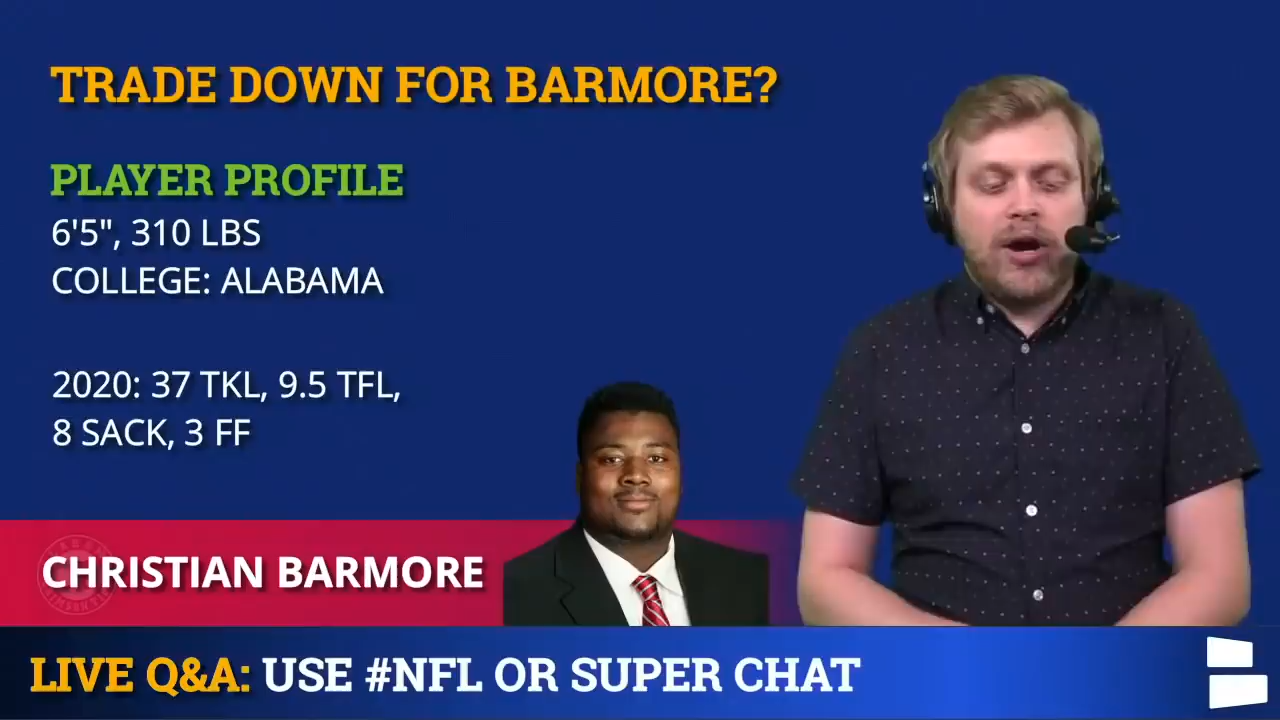 TRADE DOWN FOR BARMORE?
PLAYER PROFILE
6'5", 310 LBS
COLLEGE: ALABAMA
2020: 37 TKL, 9.5 TFL,
8 SACK, 3 FF
CHRISTIAN BARMORE
LIVE Q&A: USE #NFL OR SUPER CHAT